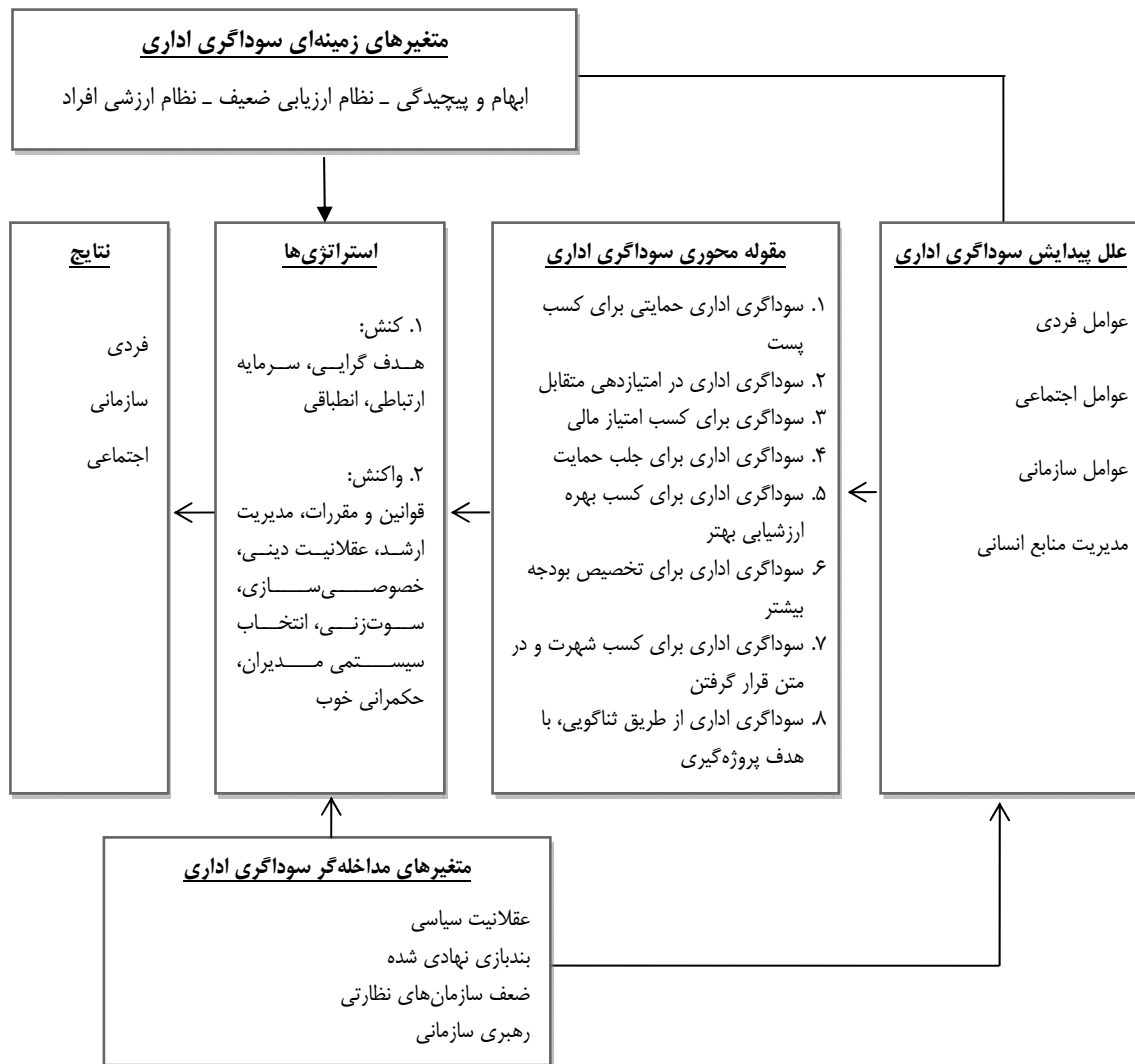 متغیرهای زمینه‌ای سوداگری اداری
ابهام و پیچیدگی ـ نظام ارزیابی ضعیف ـ نظام ارزشی افراد
علل پیدایش سوداگری اداری
عوامل فردی
عوامل اجتماعی
عوامل سازمانی
مدیریت منابع انسانی
مقوله محوری سوداگری اداری
۱. سوداگری اداری حمایتی برای کسب
پست
۲. سوداگری اداری در امتیازدهی متقابل
۳. سوداگری برای کسب امتیاز مالی
۴. سوداگری اداری برای جلب حمایت
۵. سوداگری اداری برای کسب بهره
ارزشیابی بهتر
۶. سوداگری اداری برای تخصیص بودجه
بیشتر
۷. سوداگری اداری برای کسب شهرت و در
متن قرار گرفتن
۸. سوداگری اداری از طریق ثناگویی، با
هدف پروژه‌گیری
استراتژی‌ها
۱. کنش:
هدف گرایی، سرمایه
ارتباطی، انطباقی
۲. واکنش:
قوانین و مقررات، مدیریت
ارشد، عقلانیت دینی،
خصوصی‌سازی،
سوت‌زنی، انتخاب
سیستمی مدیران،
حکمرانی خوب
نتایج
فردی
سازمانی
اجتماعی
متغیرهای مداخله‌گر سوداگری اداری
عقلانیت سیاسی
بندبازی نهادی شده
ضعف سازمان‌های نظارتی
رهبری سازمانی